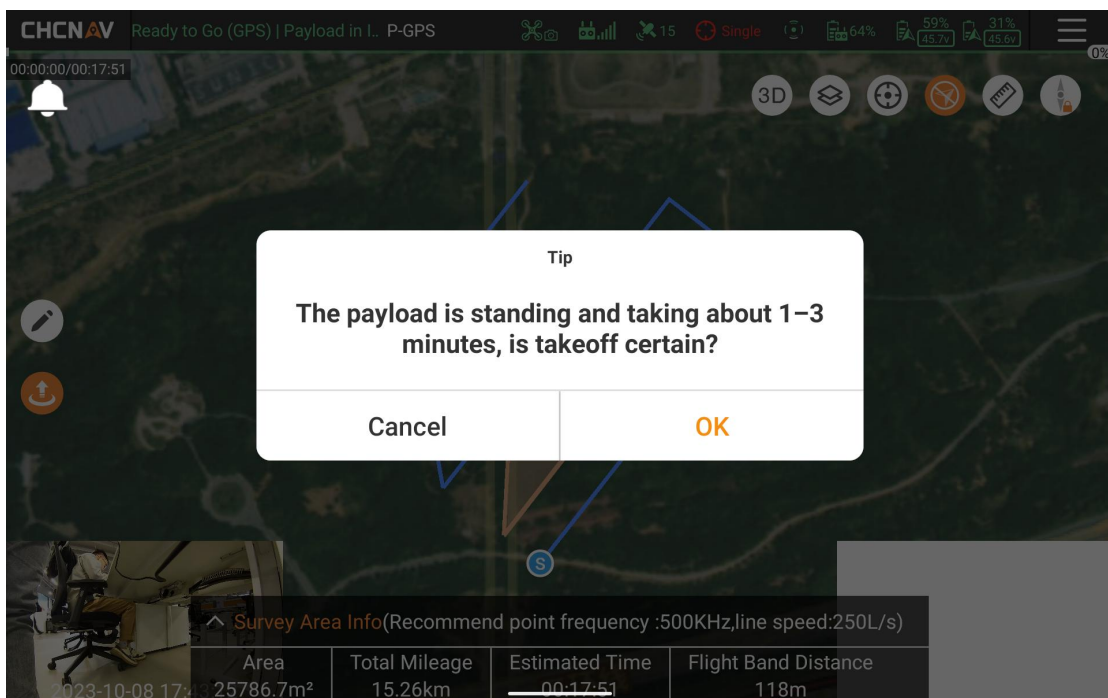 CHCNAV Ready to Go (GPS) | Payload in l.. P-GPS 15 Single 64% 59% 45.7v 31% 45.6v
0%
00:00:00/00:17:51
3D
Tip
The payload is standing and taking about 1–3
minutes, is takeoff certain?
Cancel OK
S
Survey Area Info(Recommend point frequency :500KHz,line speed:250L/s)
Area Total Mileage Estimated Time Flight Band Distance
2023-10-08 17:43 25786.7m² 15.26km 00:17:51 118m